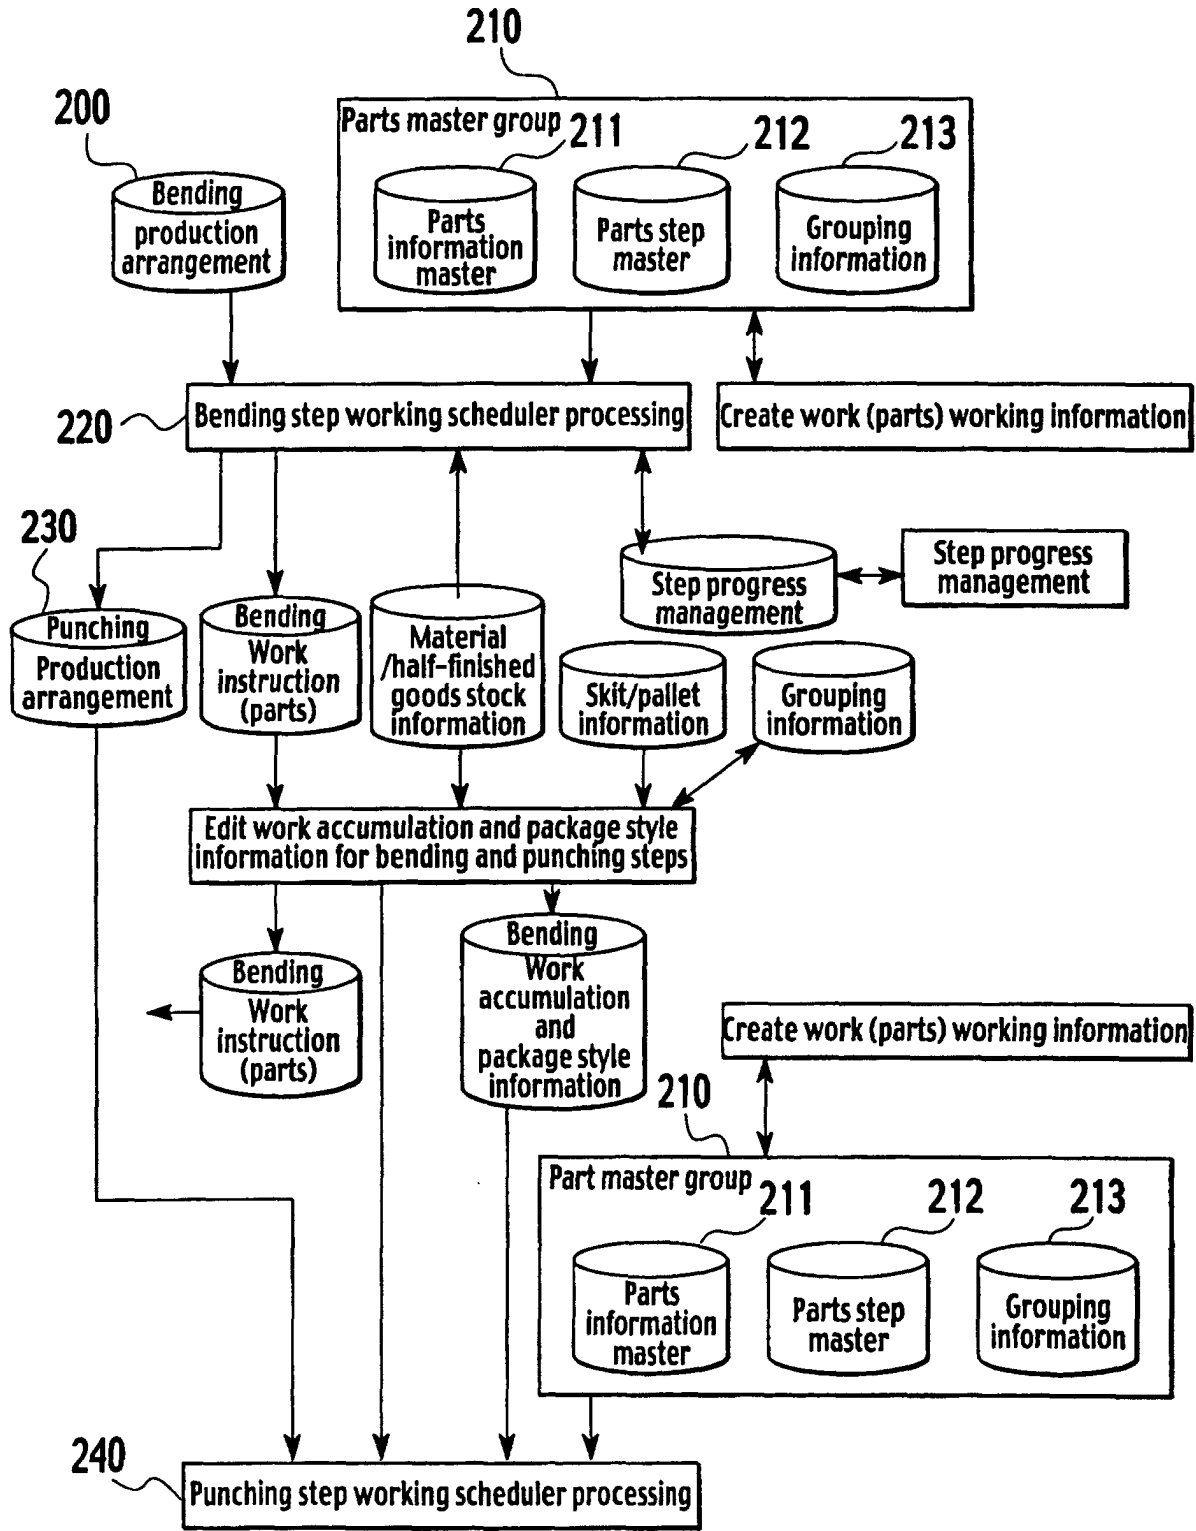 210
200
Parts master group
211
212
213
Bending
production
arrangement
Parts
information
master
Parts step
master
Grouping
information
220
Bending step working scheduler processing
Create work (parts) working information
230
Step progress
management
Step progress
management
Punching
Production
arrangement
Bending
Work
instruction
(parts)
Material
/half-finished
goods stock
information
Skit/pallet
information
Grouping
information
Edit work accumulation and package style
information for bending and punching steps
Bending
Work
instruction
(parts)
Bending
Work
accumulation
and
package style
information
Create work (parts) working information
210
Part master group
211
212
213
Parts
information
master
Parts step
master
Grouping
information
240
Punching step working scheduler processing